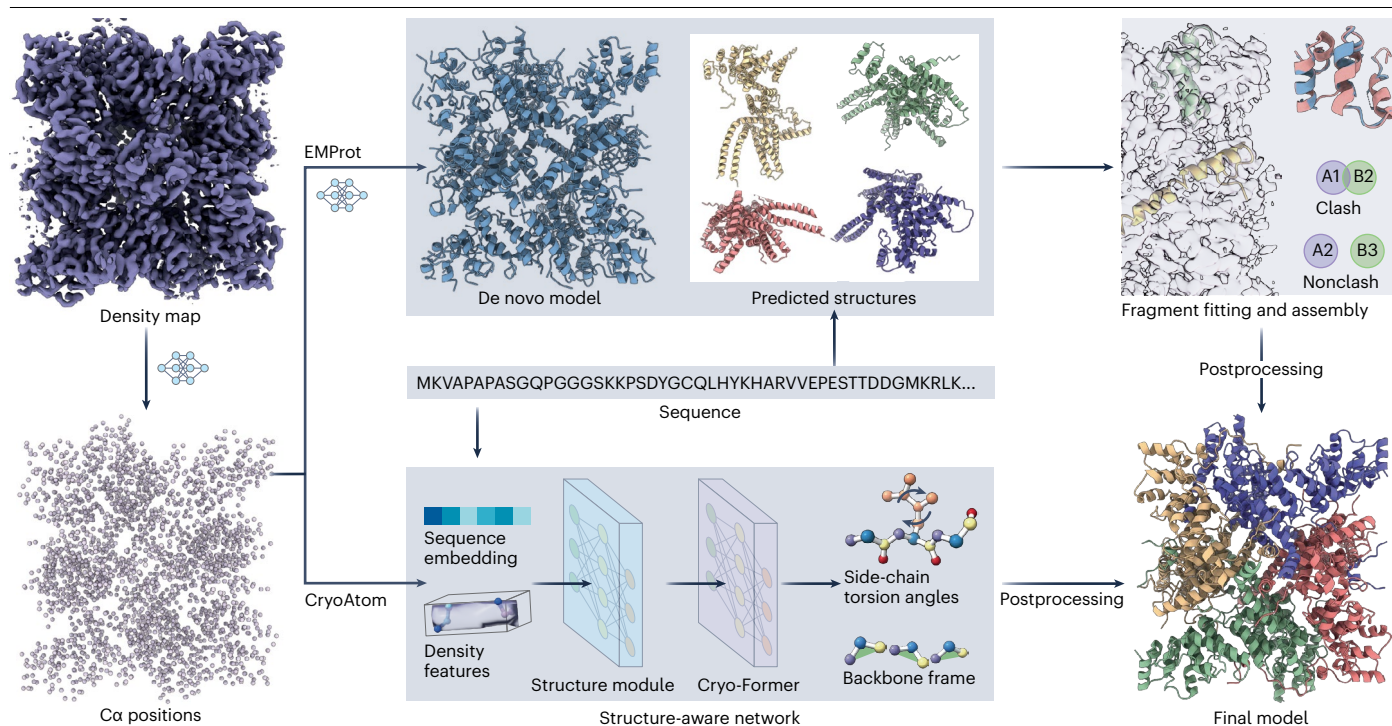 EMProt
Density map
De novo model
Predicted structures
A1
B2
Clash
A2
B3
Nonclash
Fragment fitting and assembly
MKVAPAPASGQPGGGSKKPSDYGCQLHYKHARVVEPESTTDDGMKRLK...
Sequence
Postprocessing
CryoAtom
Sequence
embedding
Density
features
Structure module
Cryo-Former
Side-chain
torsion angles
Backbone frame
Structure-aware network
Postprocessing
Cα positions
Final model